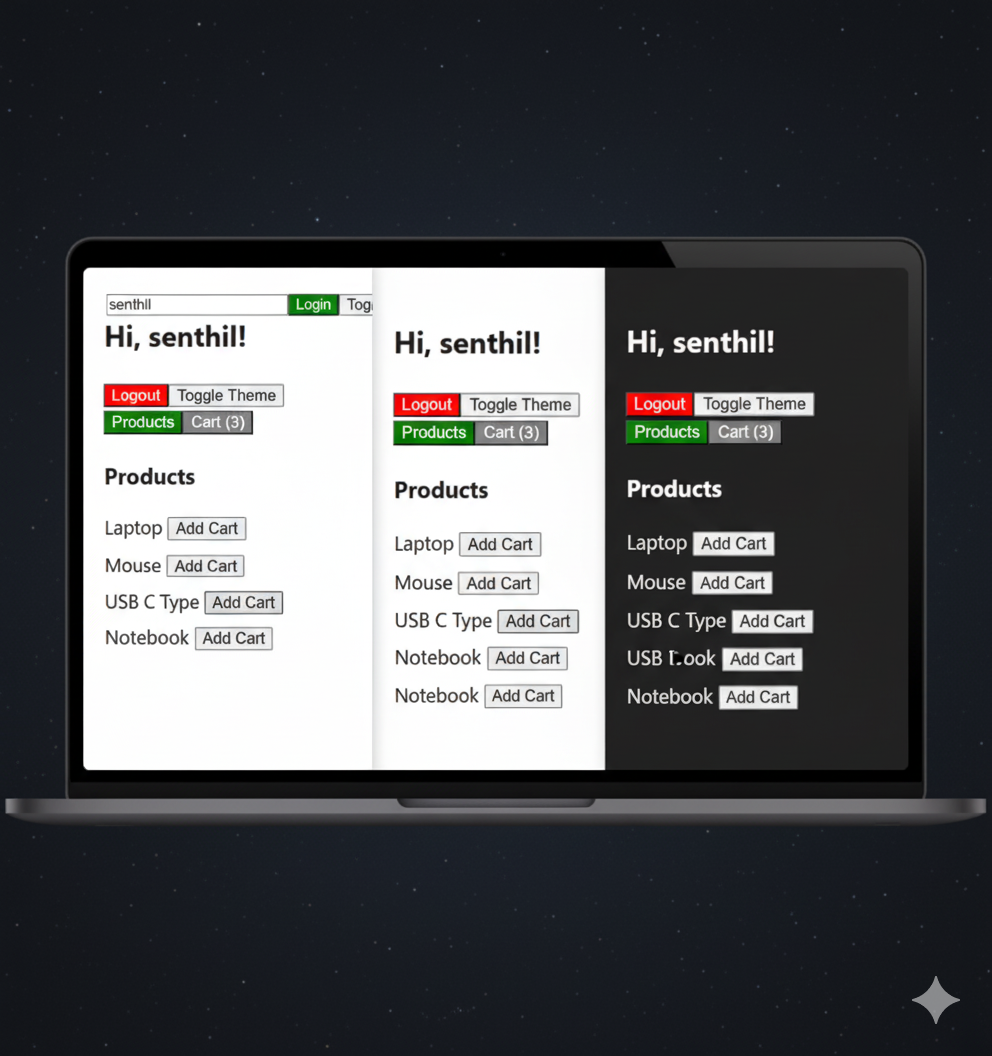 senthil Login Tog
Hi, senthil!
Logout Toggle Theme
Products Cart (3)
Products
Laptop Add Cart
Mouse Add Cart
USB C Type Add Cart
Notebook Add Cart
Hi, senthil!
Logout Toggle Theme
Products Cart (3)
Products
Laptop Add Cart
Mouse Add Cart
USB C Type Add Cart
Notebook Add Cart
Notebook Add Cart
Hi, senthil!
Logout Toggle Theme
Products Cart (3)
Products
Laptop Add Cart
Mouse Add Cart
USB C Type Add Cart
USB Add Cart
Notebook Add Cart